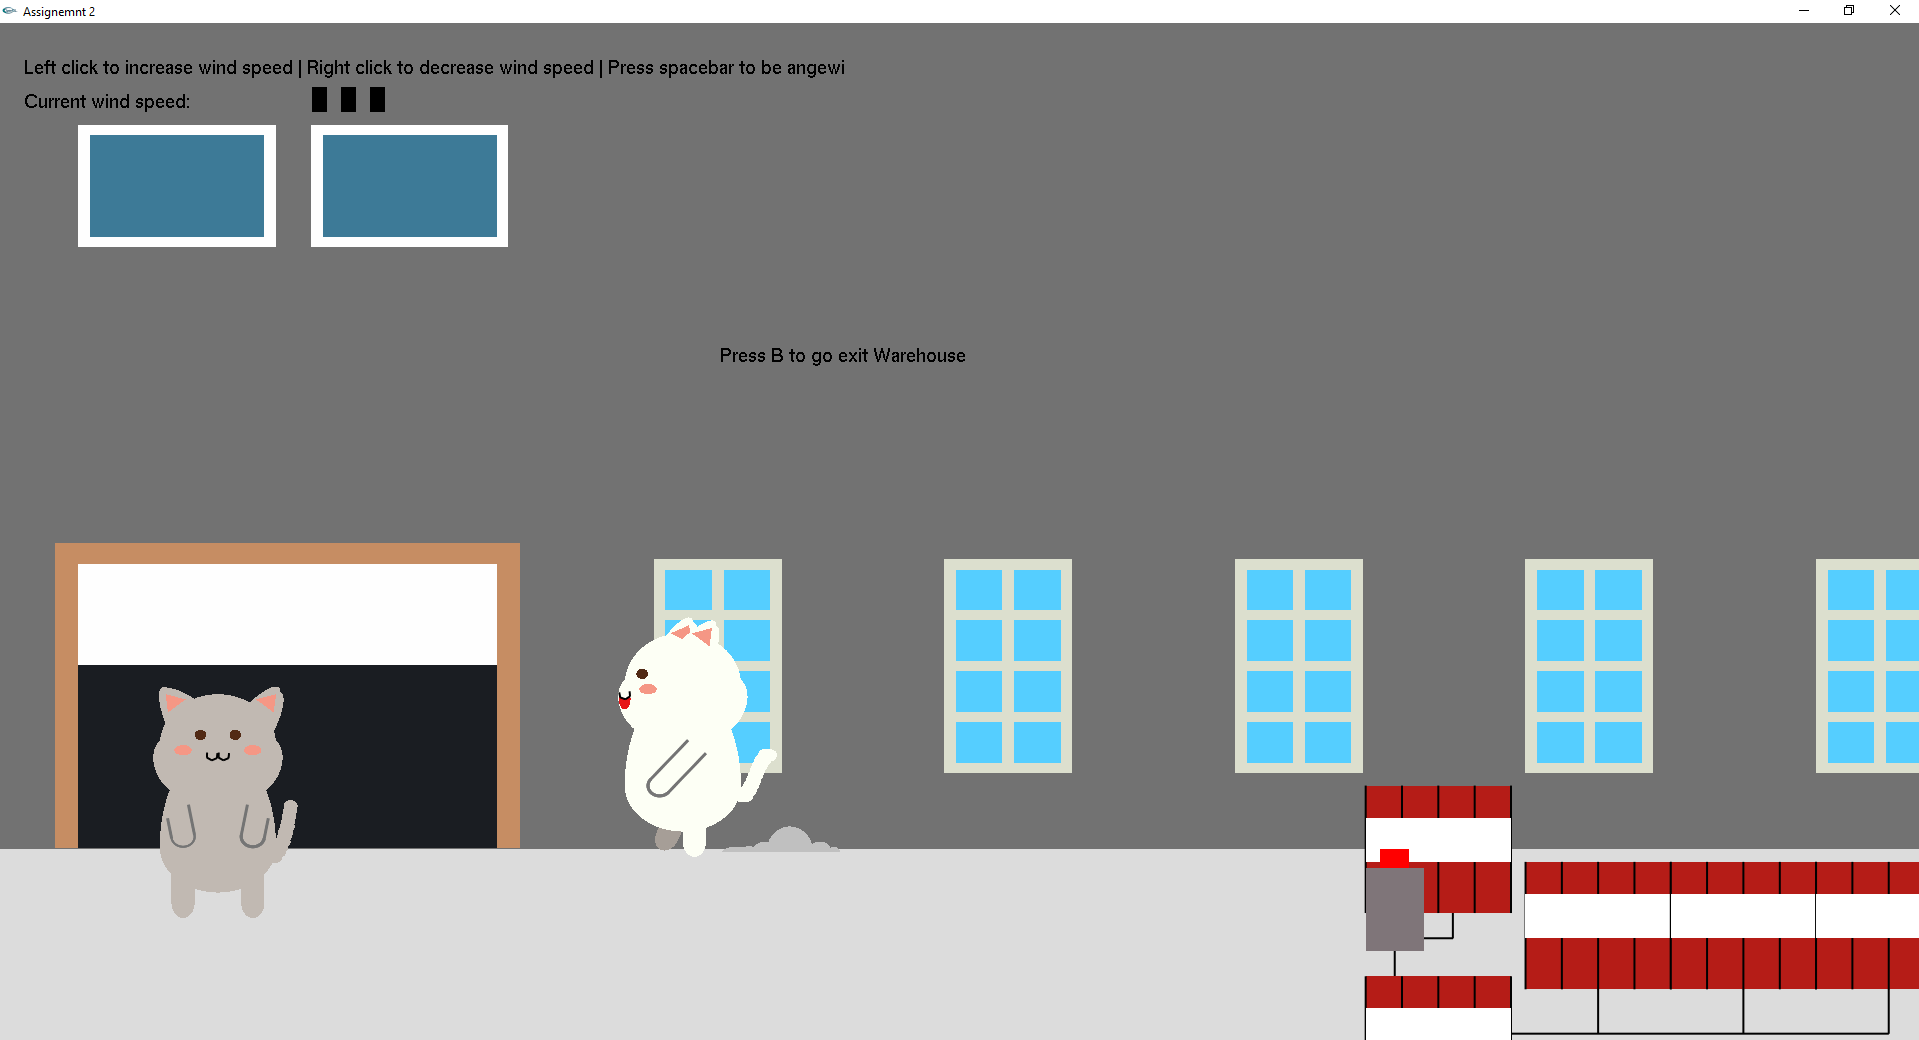 Assignemnt 2
Left click to increase wind speed | Right click to decrease wind speed | Press spacebar to be angewi
Current wind speed:
Press B to go exit Warehouse